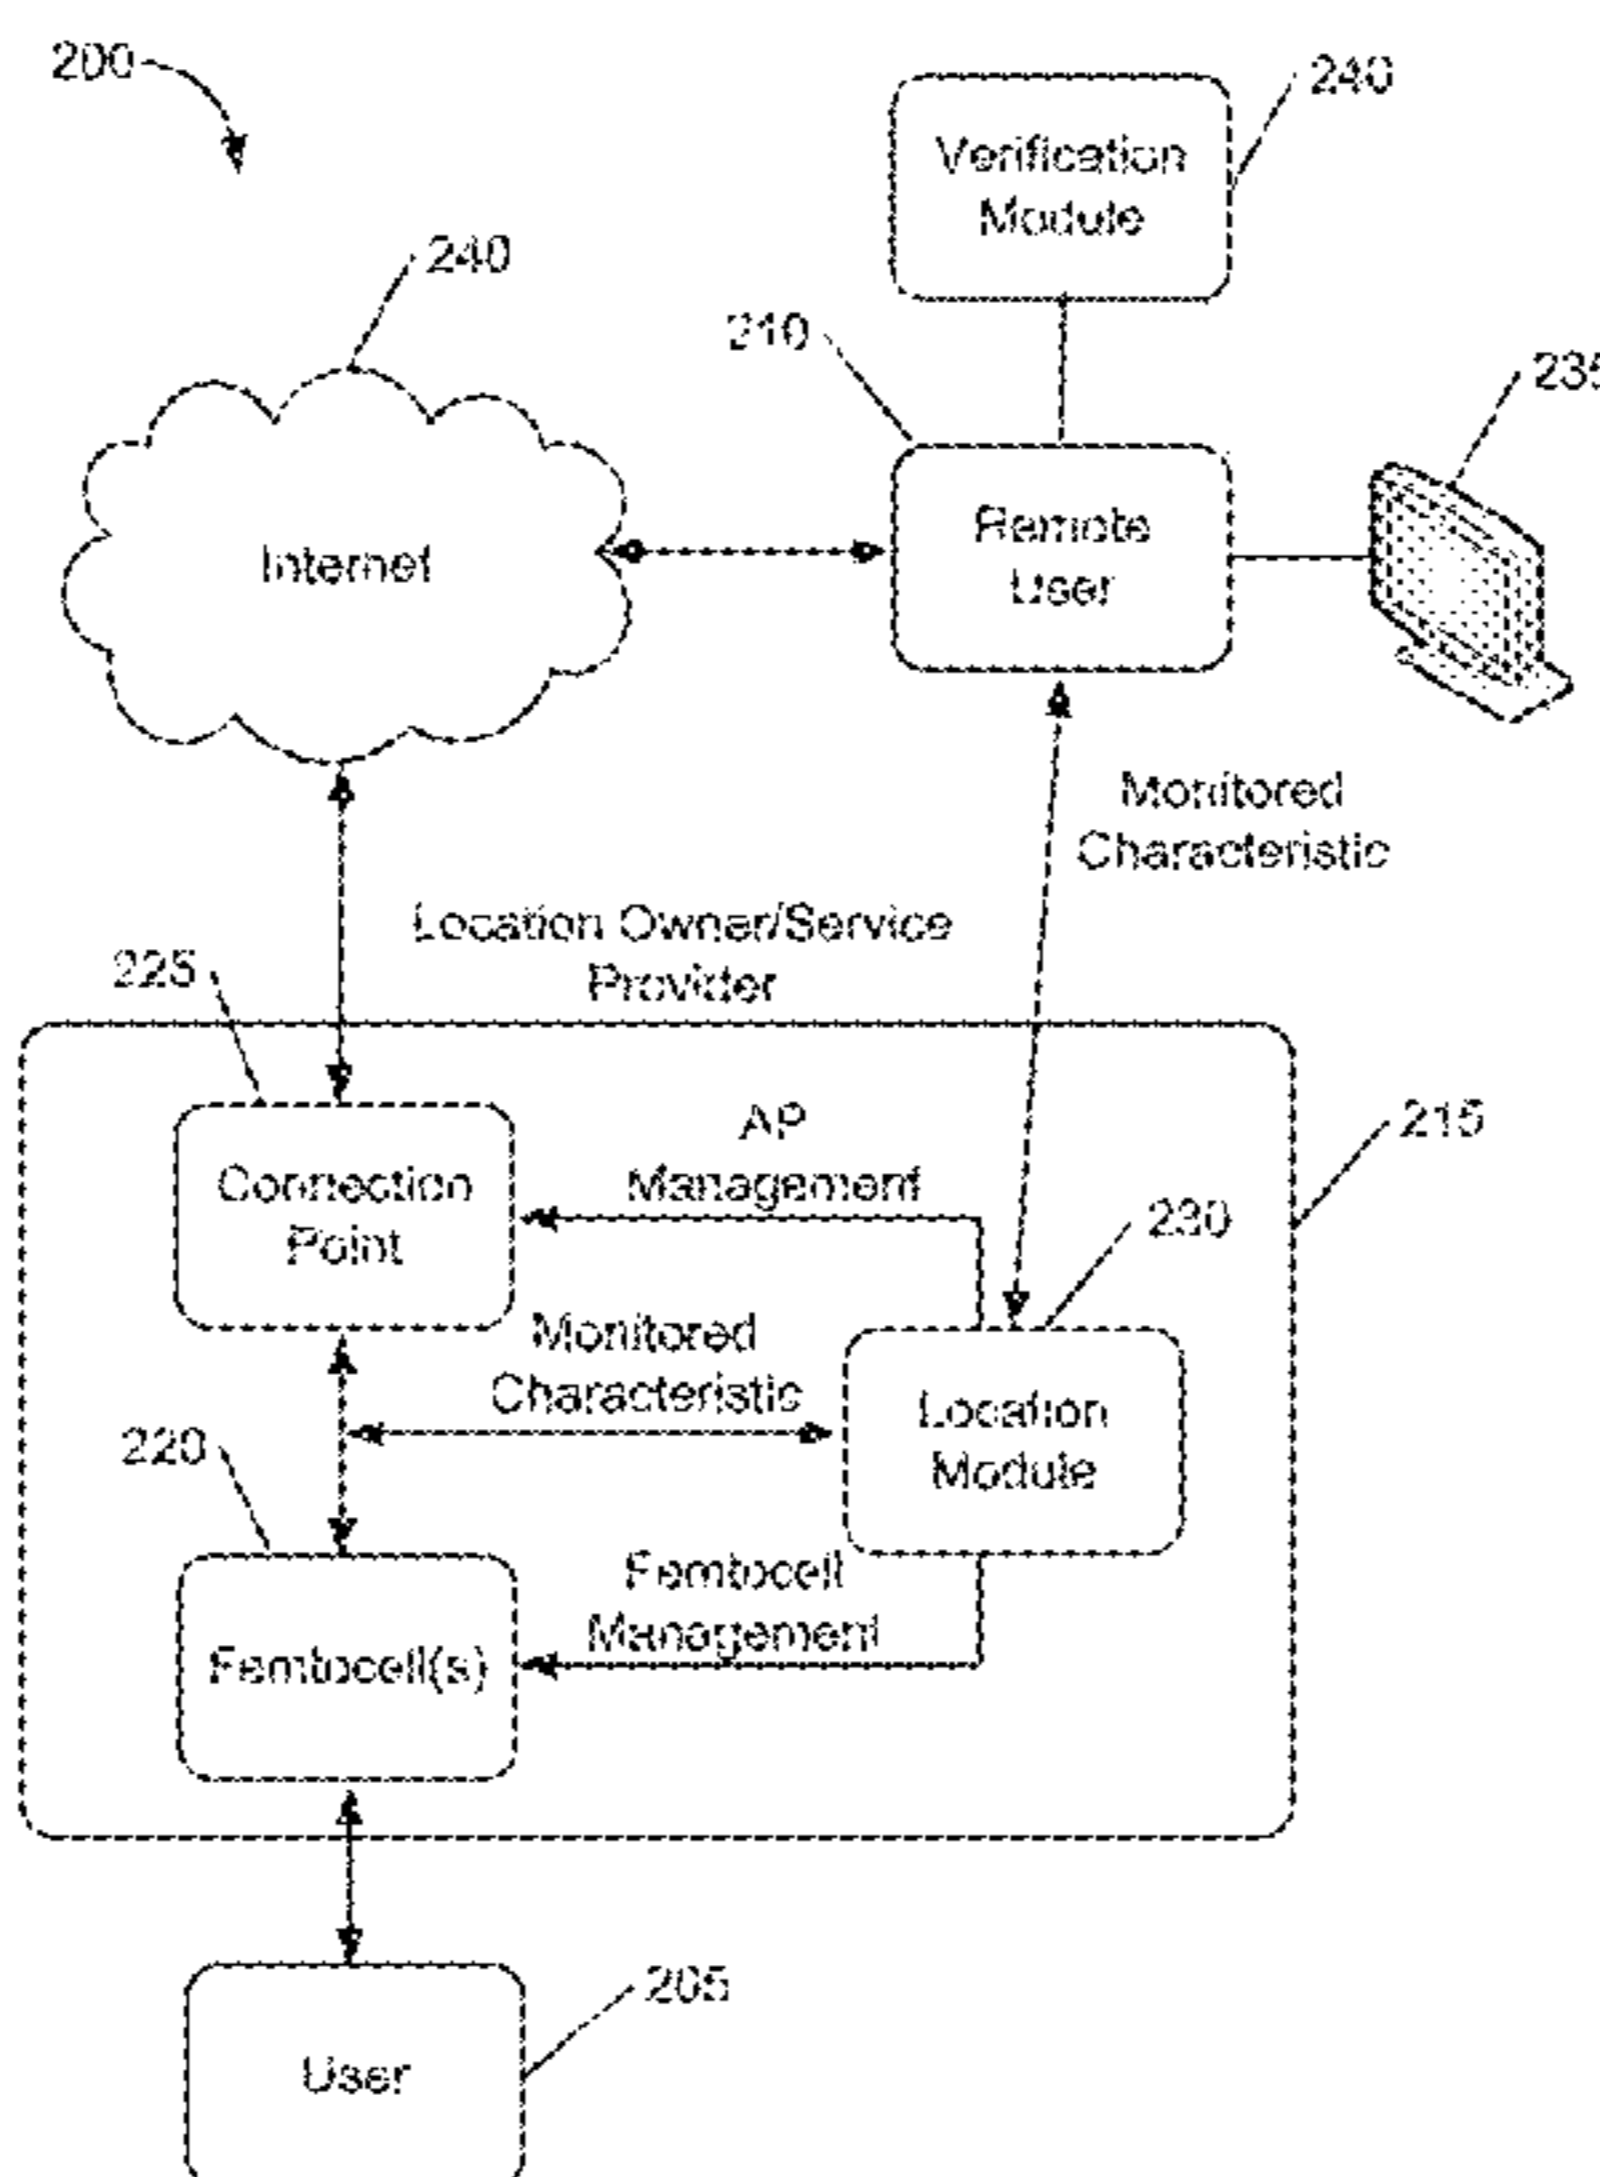 200
240
Verification
Module
240
210
235
Internet
Remote
User
Monitored
Characteristic
Location Owner/Service
Provider
225
AP
Management
215
Connection
Point
230
Monitored
Characteristic
Location
Module
220
Femtocell
Management
Femtocell(s)
205
User